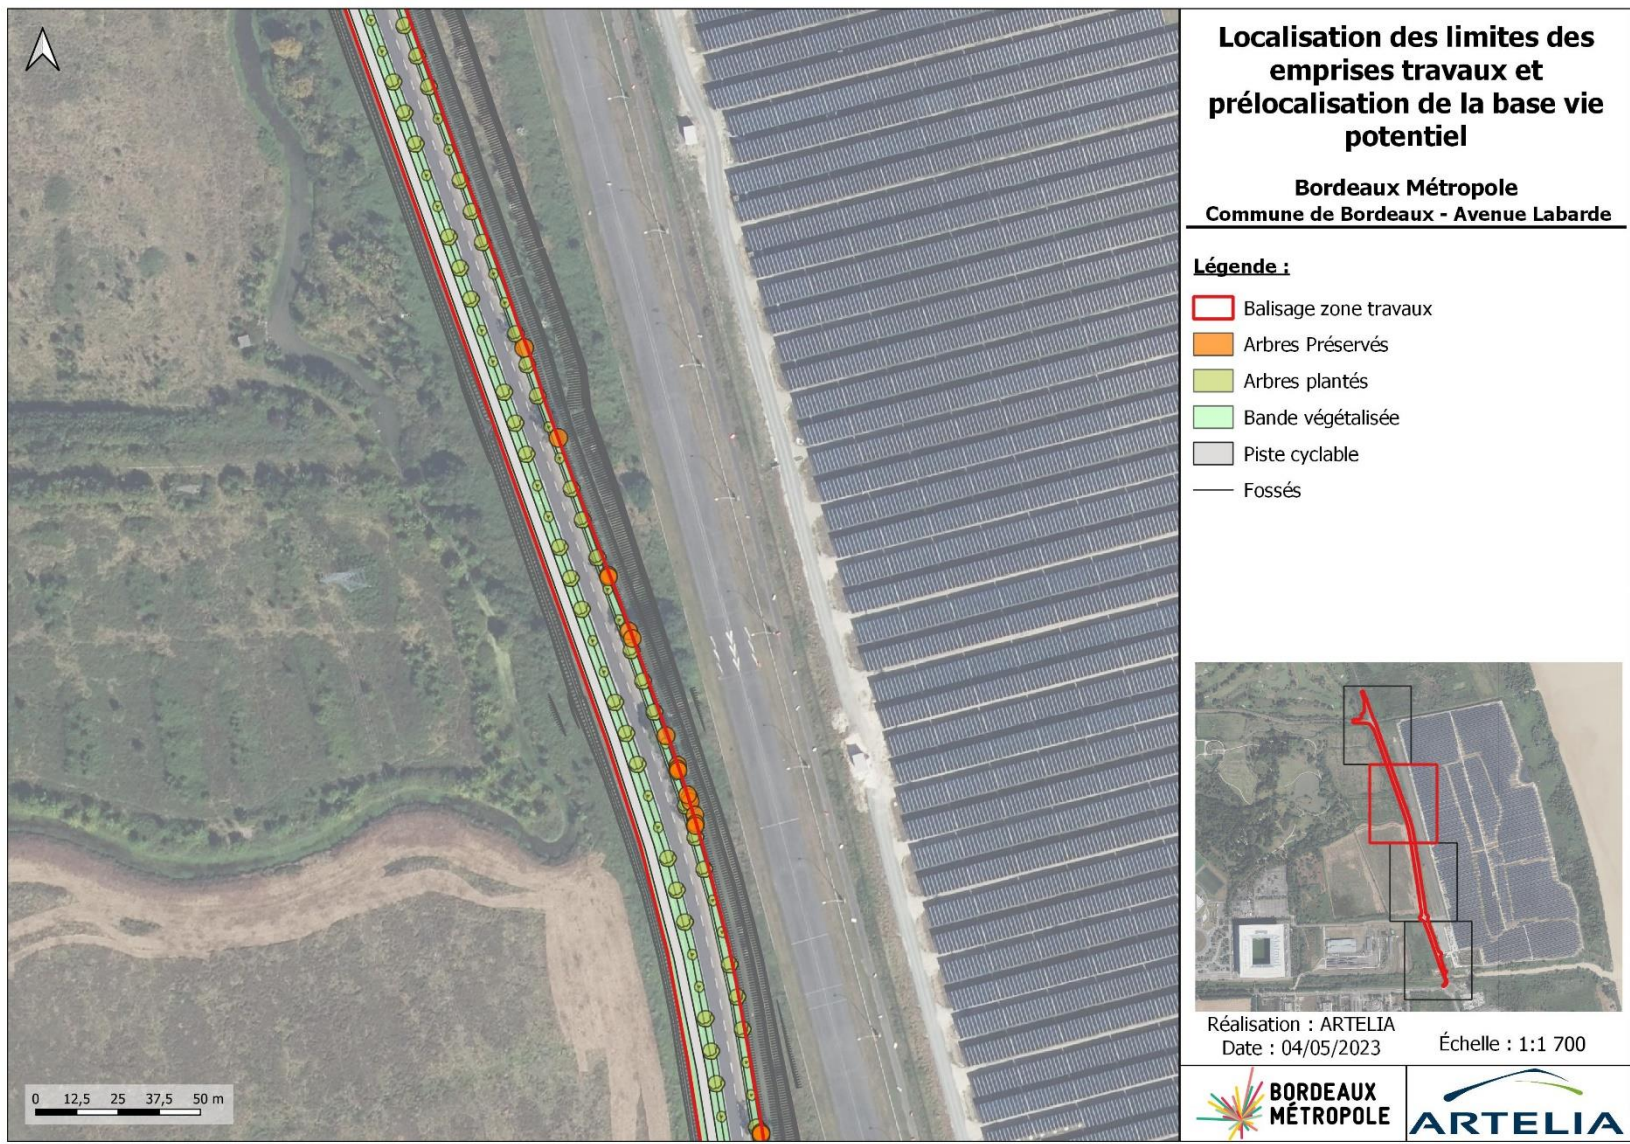 Localisation des limites des
emprises travaux et
prélocalisation de la base vie
potentiel
Bordeaux Métropole
Commune de Bordeaux - Avenue Labarde
Légende :
Balisage zone travaux
Arbres Préservés
Arbres plantés
Bande végétalisée
Piste cyclable
Fossés
Réalisation : ARTELIA
Date : 04/05/2023
Échelle : 1:1 700
0 12,5 25 37,5 50 m
BORDEAUX
MÉTROPOLE
ARTELIA